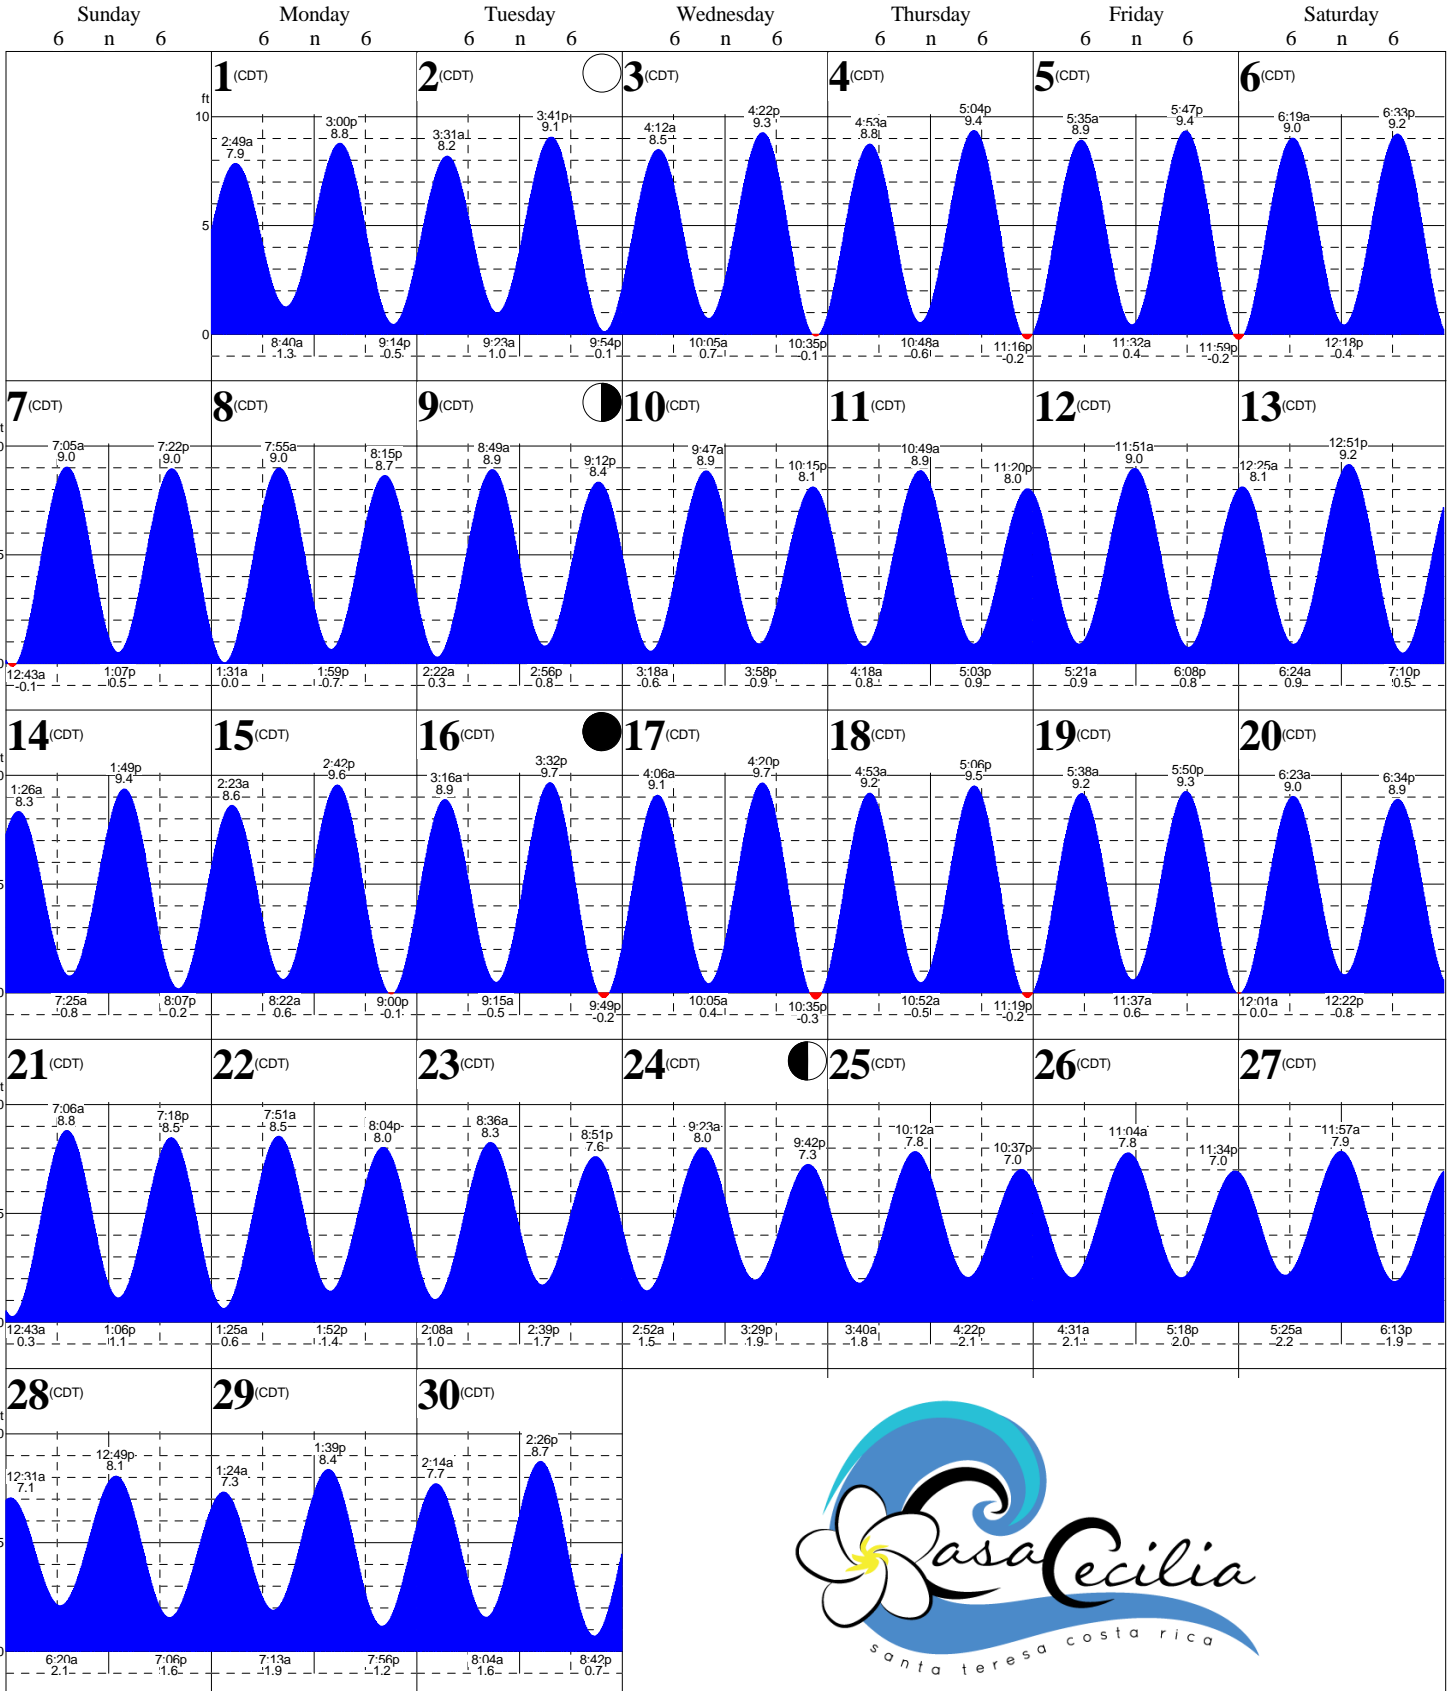 Sunday Monday Tuesday Wednesday Thursday Friday Saturday
6 n 6 6 n 6 6 n 6 6 n 6 6 n 6 6 n 6 6 n 6
1(CDT) 2(CDT) 3(CDT) 4(CDT) 5(CDT) 6(CDT)
ft
10
5
0
2:49a 3:00p 3:31a 3:41p 4:12a 4:22p 4:53a 5:04p 5:35a 5:47p 6:19a 6:33p
7.9 8.8 8.2 9.1 8.5 9.3 8.8 9.4 8.9 9.4 9.0 9.2
8:40a 9:14p 9:23a 9:54p 10:05a 10:35p 10:48a 11:16p 11:32a 11:59p 12:18p
1.3 0.5 1.0 0.1 0.7 -0.1 0.6 -0.2 0.4 -0.2 0.4
7(CDT) 8(CDT) 9(CDT) 10(CDT) 11(CDT) 12(CDT) 13(CDT)
7:05a 7:22p 7:55a 8:15p 8:49a 9:12p 9:47a 10:15p 10:49a 11:20p 11:51a 12:25a 12:51p
9.0 9.0 9.0 8.7 8.9 8.4 8.9 8.1 8.9 8.0 9.0 8.1 9.2
12:43a 1:07p 1:31a 1:59p 2:22a 2:56p 3:18a 3:58p 4:18a 5:03p 5:21a 6:08p 6:24a 7:10p
-0.1 0.5 0.0 0.7 0.3 0.8 0.6 0.9 0.8 0.9 0.9 0.8 0.9 0.5
14(CDT) 15(CDT) 16(CDT) 17(CDT) 18(CDT) 19(CDT) 20(CDT)
1:26a 1:49p 2:23a 2:42p 3:16a 3:32p 4:06a 4:20p 4:53a 5:06p 5:38a 5:50p 6:23a 6:34p
8.3 9.4 8.6 9.6 8.9 9.7 9.1 9.7 9.2 9.5 9.2 9.3 9.0 8.9
7:25a 8:07p 8:22a 9:00p 9:15a 9:49p 10:05a 10:35p 10:52a 11:19p 11:37a 12:01a 12:22p
0.8 0.2 0.6 -0.1 0.5 -0.2 0.4 -0.3 0.5 -0.2 0.6 0.0 0.8
21(CDT) 22(CDT) 23(CDT) 24(CDT) 25(CDT) 26(CDT) 27(CDT)
7:06a 7:18p 7:51a 8:04p 8:36a 8:51p 9:23a 9:42p 10:12a 10:37p 11:04a 11:34p 11:57a
8.8 8.5 8.5 8.0 8.3 7.6 8.0 7.3 7.8 7.0 7.8 7.0 7.9
12:43a 1:06p 1:25a 1:52p 2:08a 2:39p 2:52a 3:29p 3:40a 4:22p 4:31a 5:18p 5:25a 6:13p
0.3 1.1 0.6 1.4 1.0 1.7 1.5 1.9 1.8 2.1 2.1 2.0 2.2 1.9
28(CDT) 29(CDT) 30(CDT)
12:31a 12:49p 1:24a 1:39p 2:14a 2:26p
7.1 8.1 7.3 8.4 7.7 8.7
6:20a 7:06p 7:13a 7:56p 8:04a 8:42p
2.1 1.6 1.9 1.2 1.6 0.7
Casa Cecilia
santa teresa costa rica